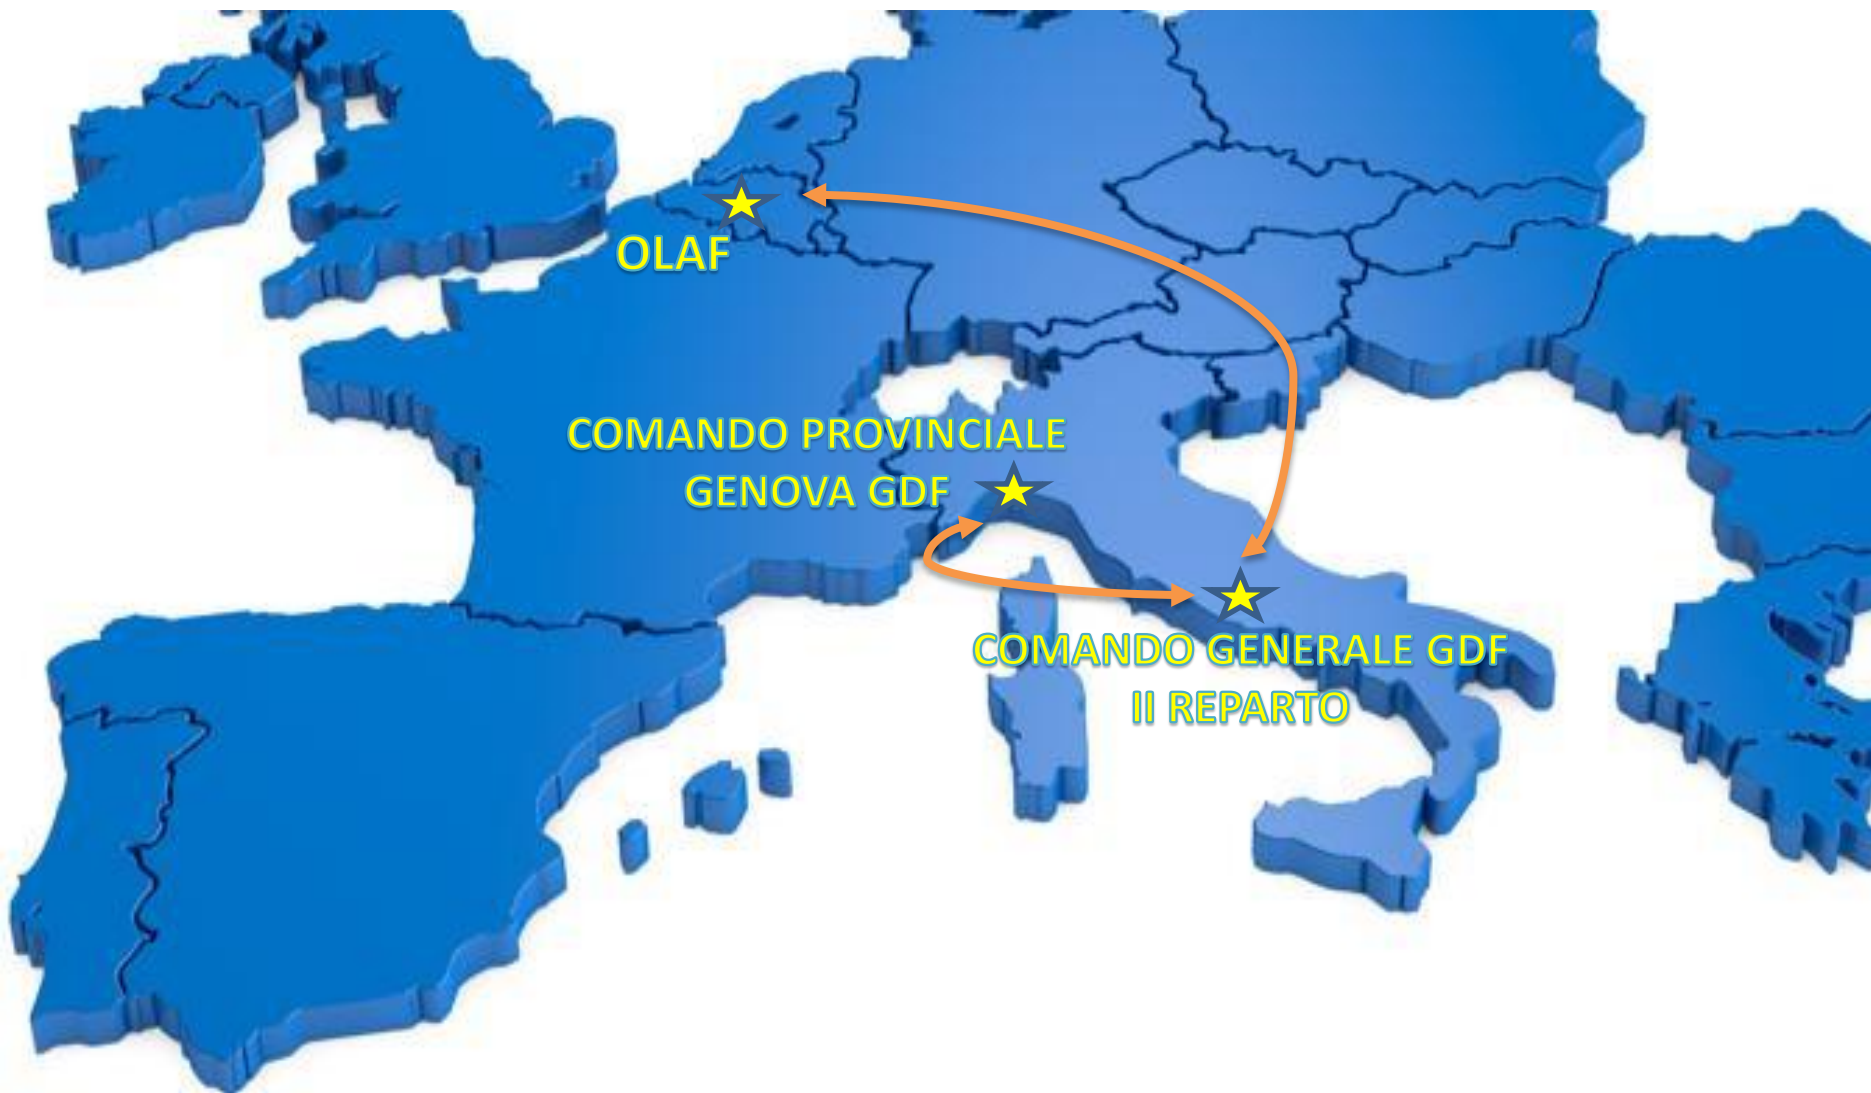 OLAF
COMANDO PROVINCIALE
GENOVA GDF
COMANDO GENERALE GDF
II REPARTO